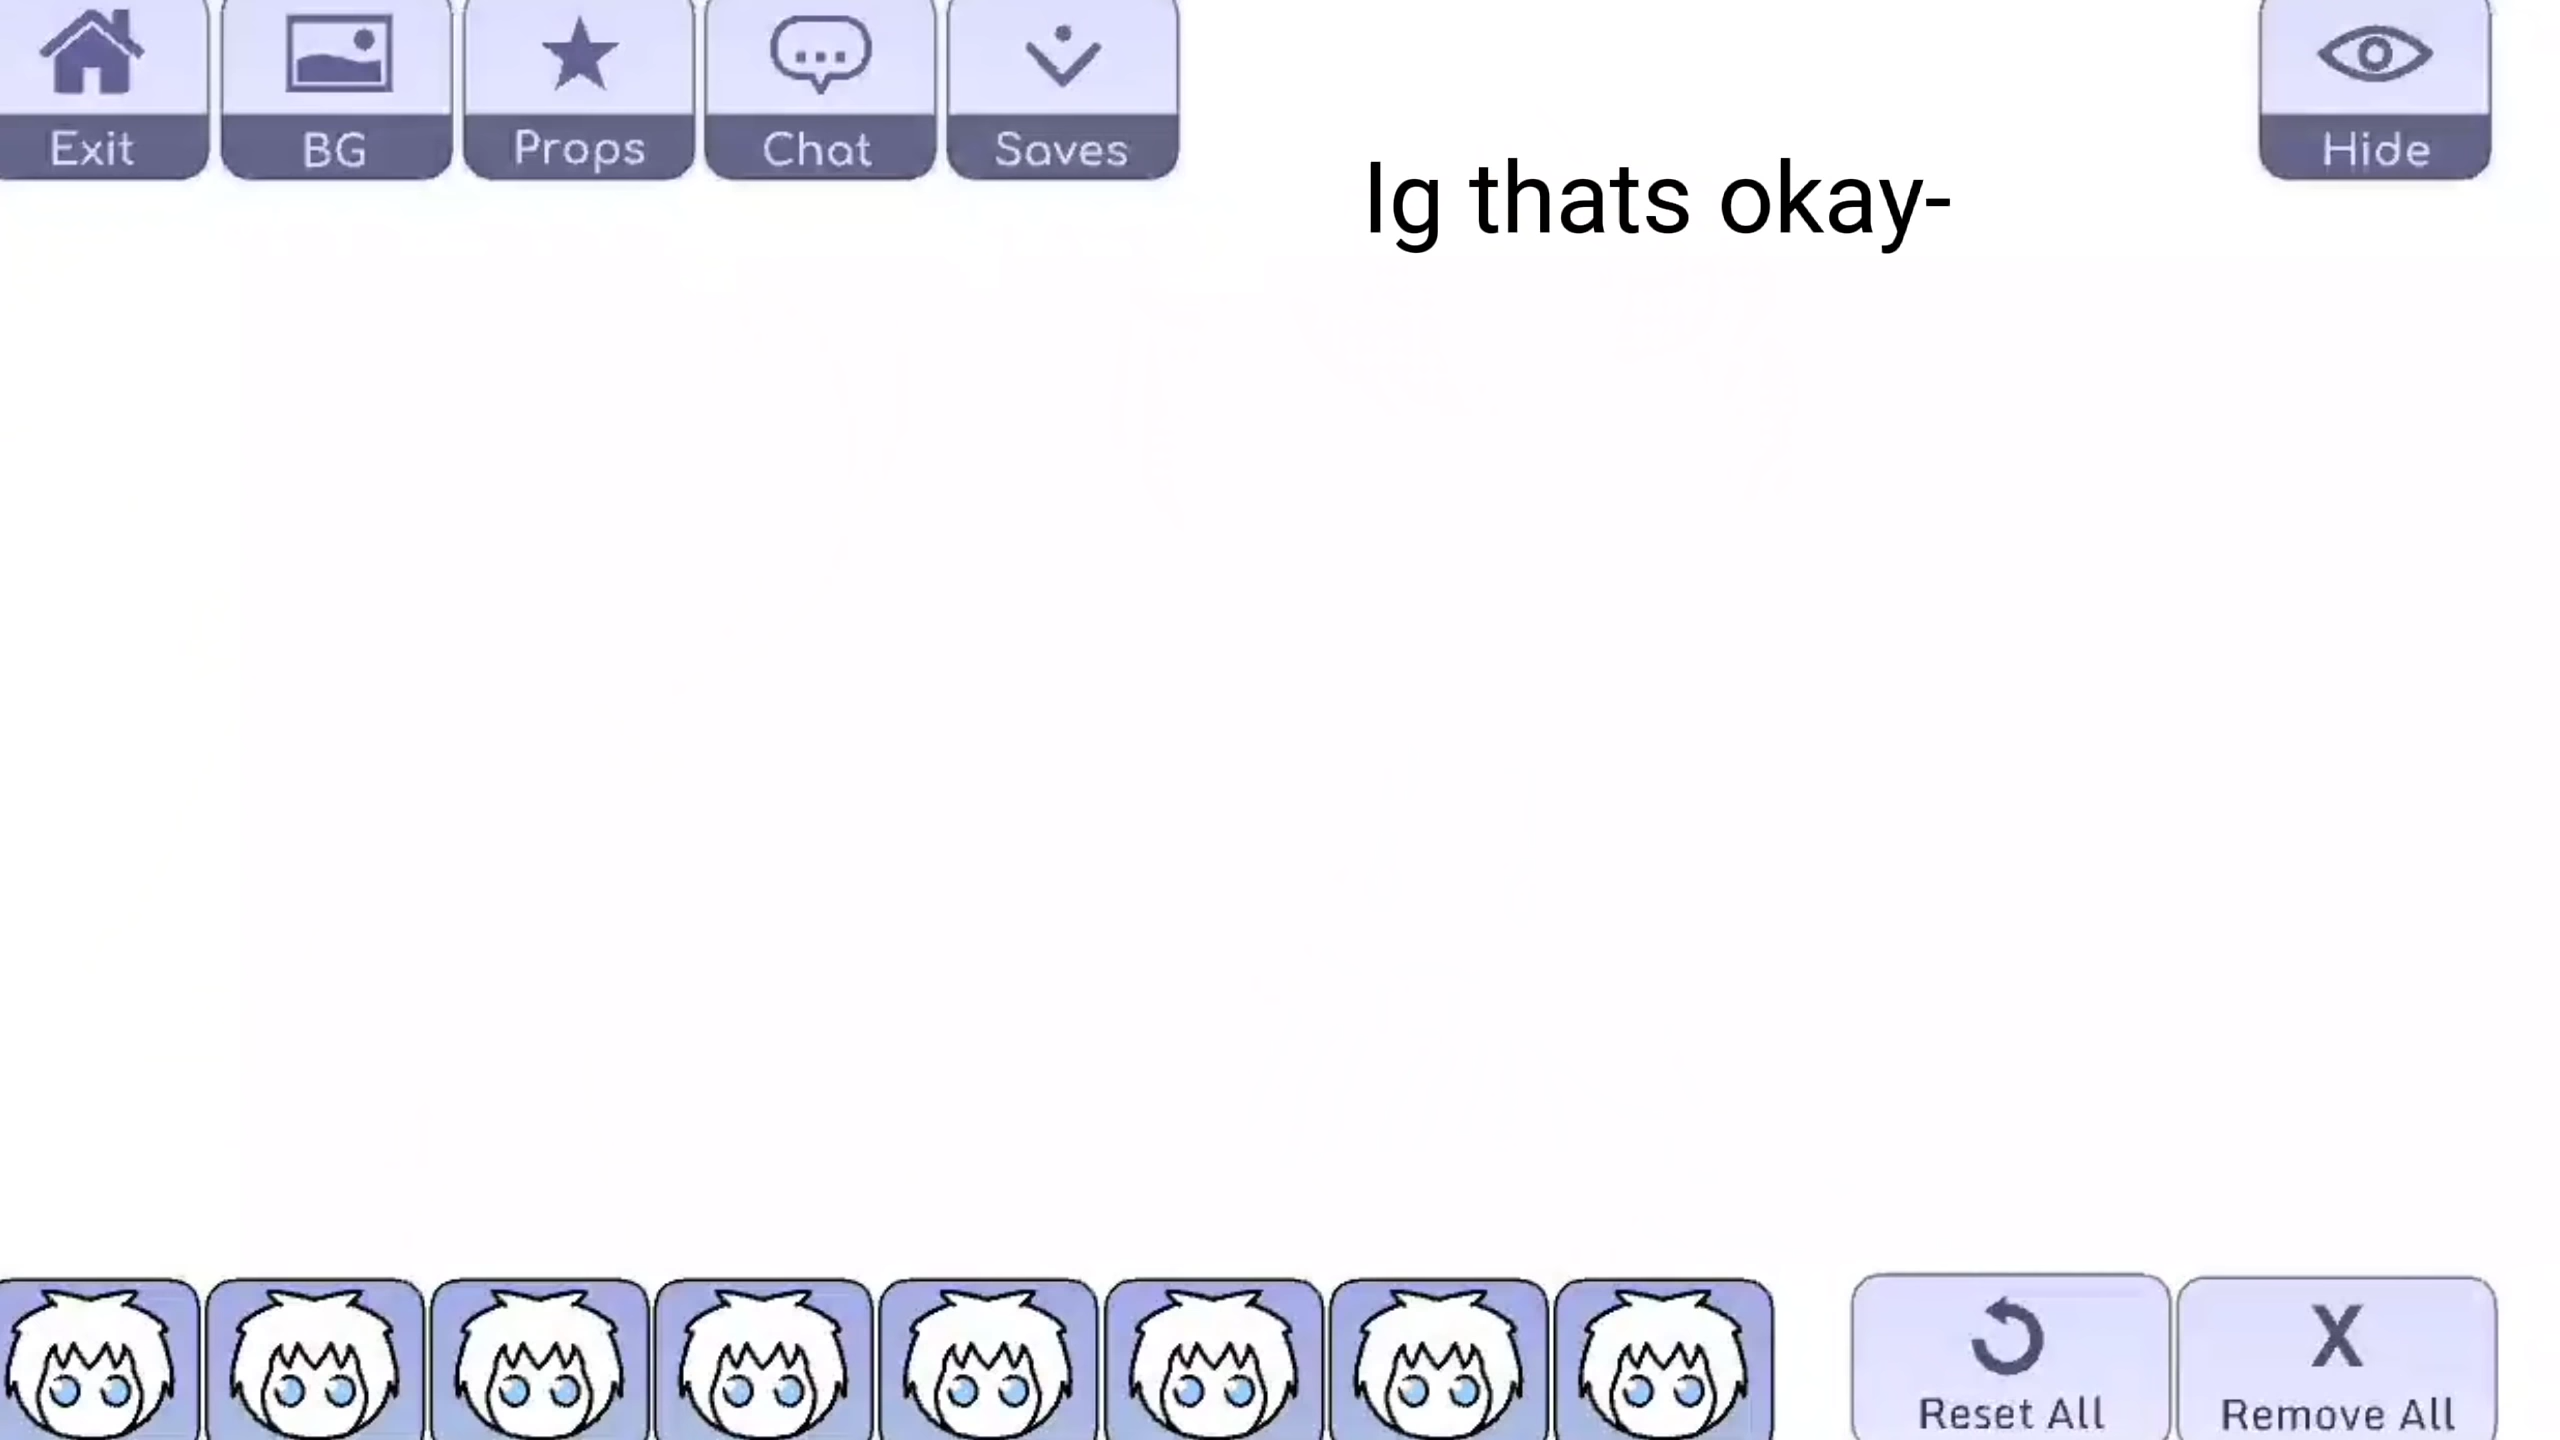 Exit
BG
Props
Chat
Saves
Hide
Ig thats okay-
Reset All
Remove All